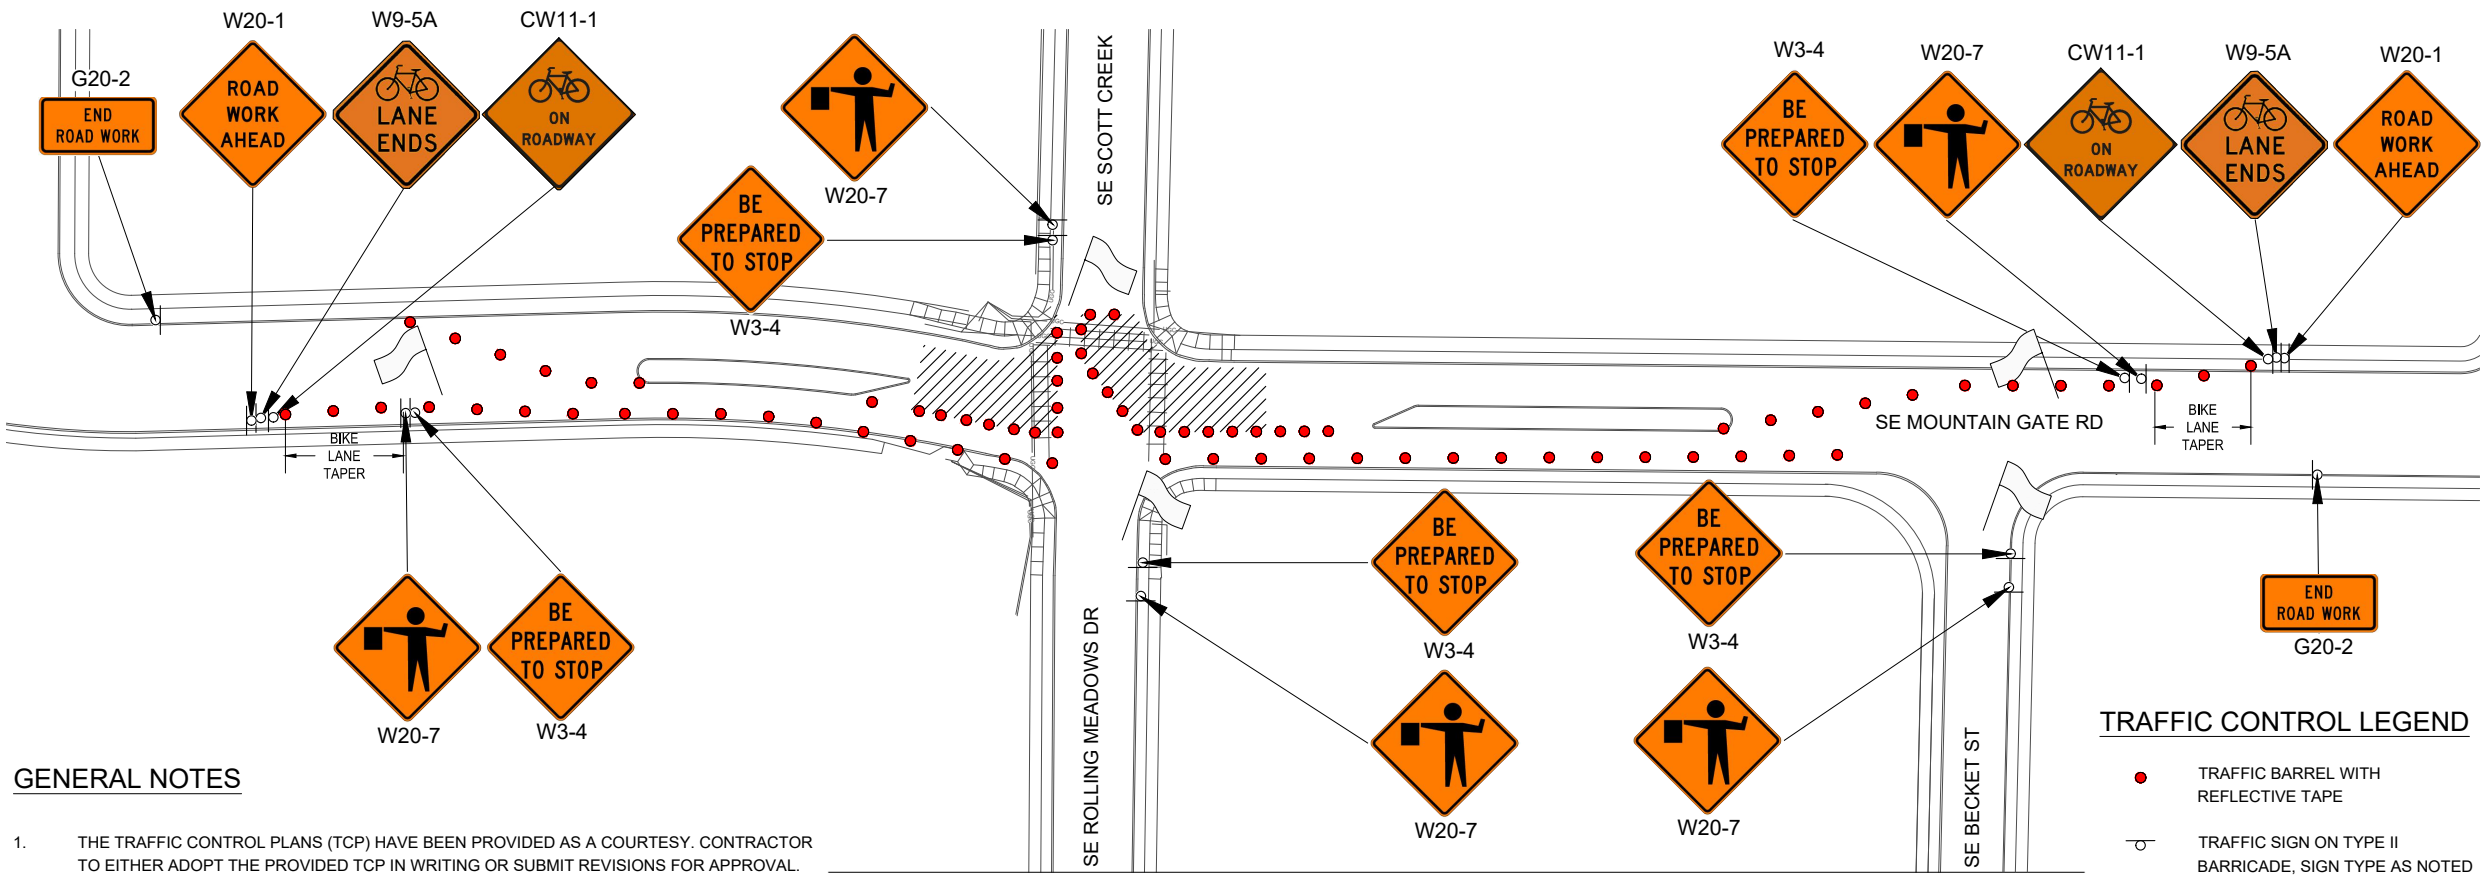 W20-1
W9-5A
CW11-1
G20-2
END
ROAD WORK
ROAD
WORK
AHEAD
LANE
ENDS
ON
ROADWAY
W20-7
BE
PREPARED
TO STOP
W3-4
SE SCOTT CREEK
W3-4
W20-7
CW11-1
W9-5A
W20-1
BE
PREPARED
TO STOP
ON
ROADWAY
LANE
ENDS
ROAD
WORK
AHEAD
BIKE
LANE
TAPER
SE MOUNTAIN GATE RD
BIKE
LANE
TAPER
W20-7
BE
PREPARED
TO STOP
W3-4
BE
PREPARED
TO STOP
W3-4
W20-7
BE
PREPARED
TO STOP
W3-4
W20-7
END
ROAD WORK
G20-2
SE ROLLING MEADOWS DR
SE BECKET ST
GENERAL NOTES
1. THE TRAFFIC CONTROL PLANS (TCP) HAVE BEEN PROVIDED AS A COURTESY. CONTRACTOR
TO EITHER ADOPT THE PROVIDED TCP IN WRITING OR SUBMIT REVISIONS FOR APPROVAL.
TRAFFIC CONTROL LEGEND
TRAFFIC BARREL WITH
REFLECTIVE TAPE
TRAFFIC SIGN ON TYPE II
BARRICADE, SIGN TYPE AS NOTED